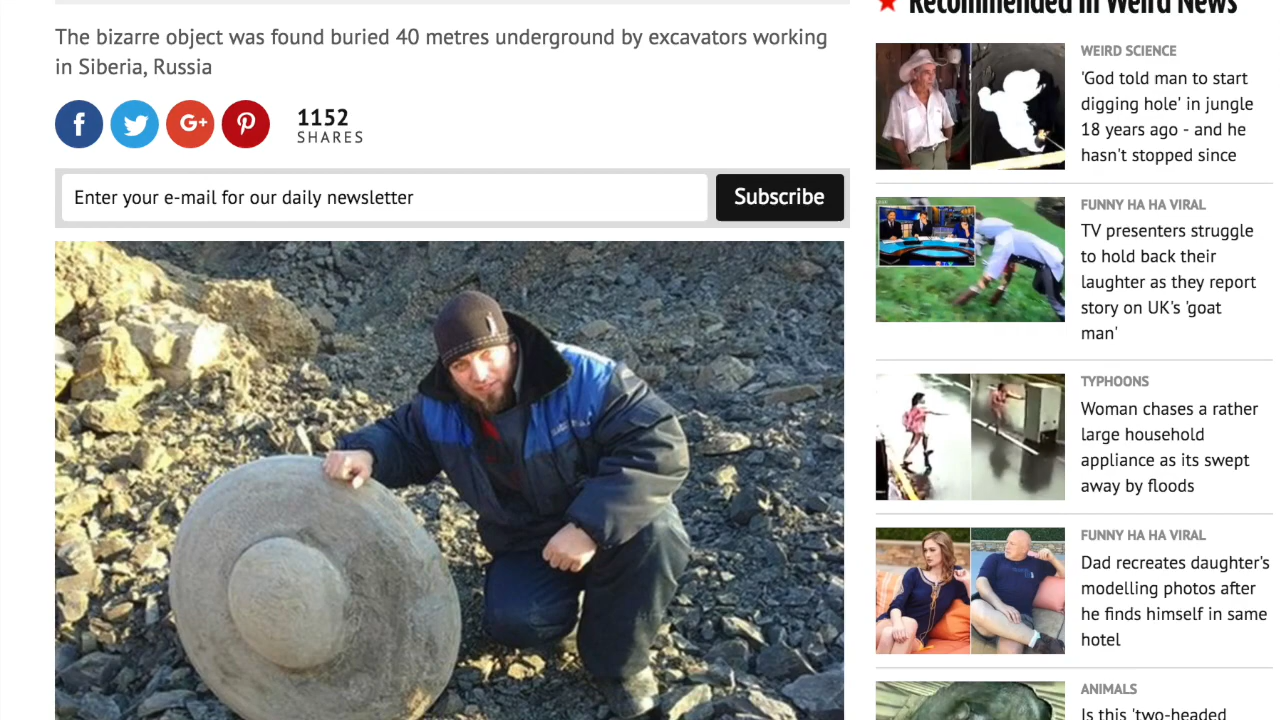 The bizarre object was found buried 40 metres underground by excavators working
in Siberia, Russia
f
G+
1152
SHARES
Enter your e-mail for our daily newsletter
Subscribe
Recommended in Weird News
WEIRD SCIENCE
'God told man to start
digging hole' in jungle
18 years ago - and he
hasn't stopped since
FUNNY HA HA VIRAL
TV presenters struggle
to hold back their
laughter as they report
story on UK's 'goat
man'
TYPHOONS
Woman chases a rather
large household
appliance as its swept
away by floods
FUNNY HA HA VIRAL
Dad recreates daughter's
modelling photos after
he finds himself in same
hotel
ANIMALS
Is this 'two-headed